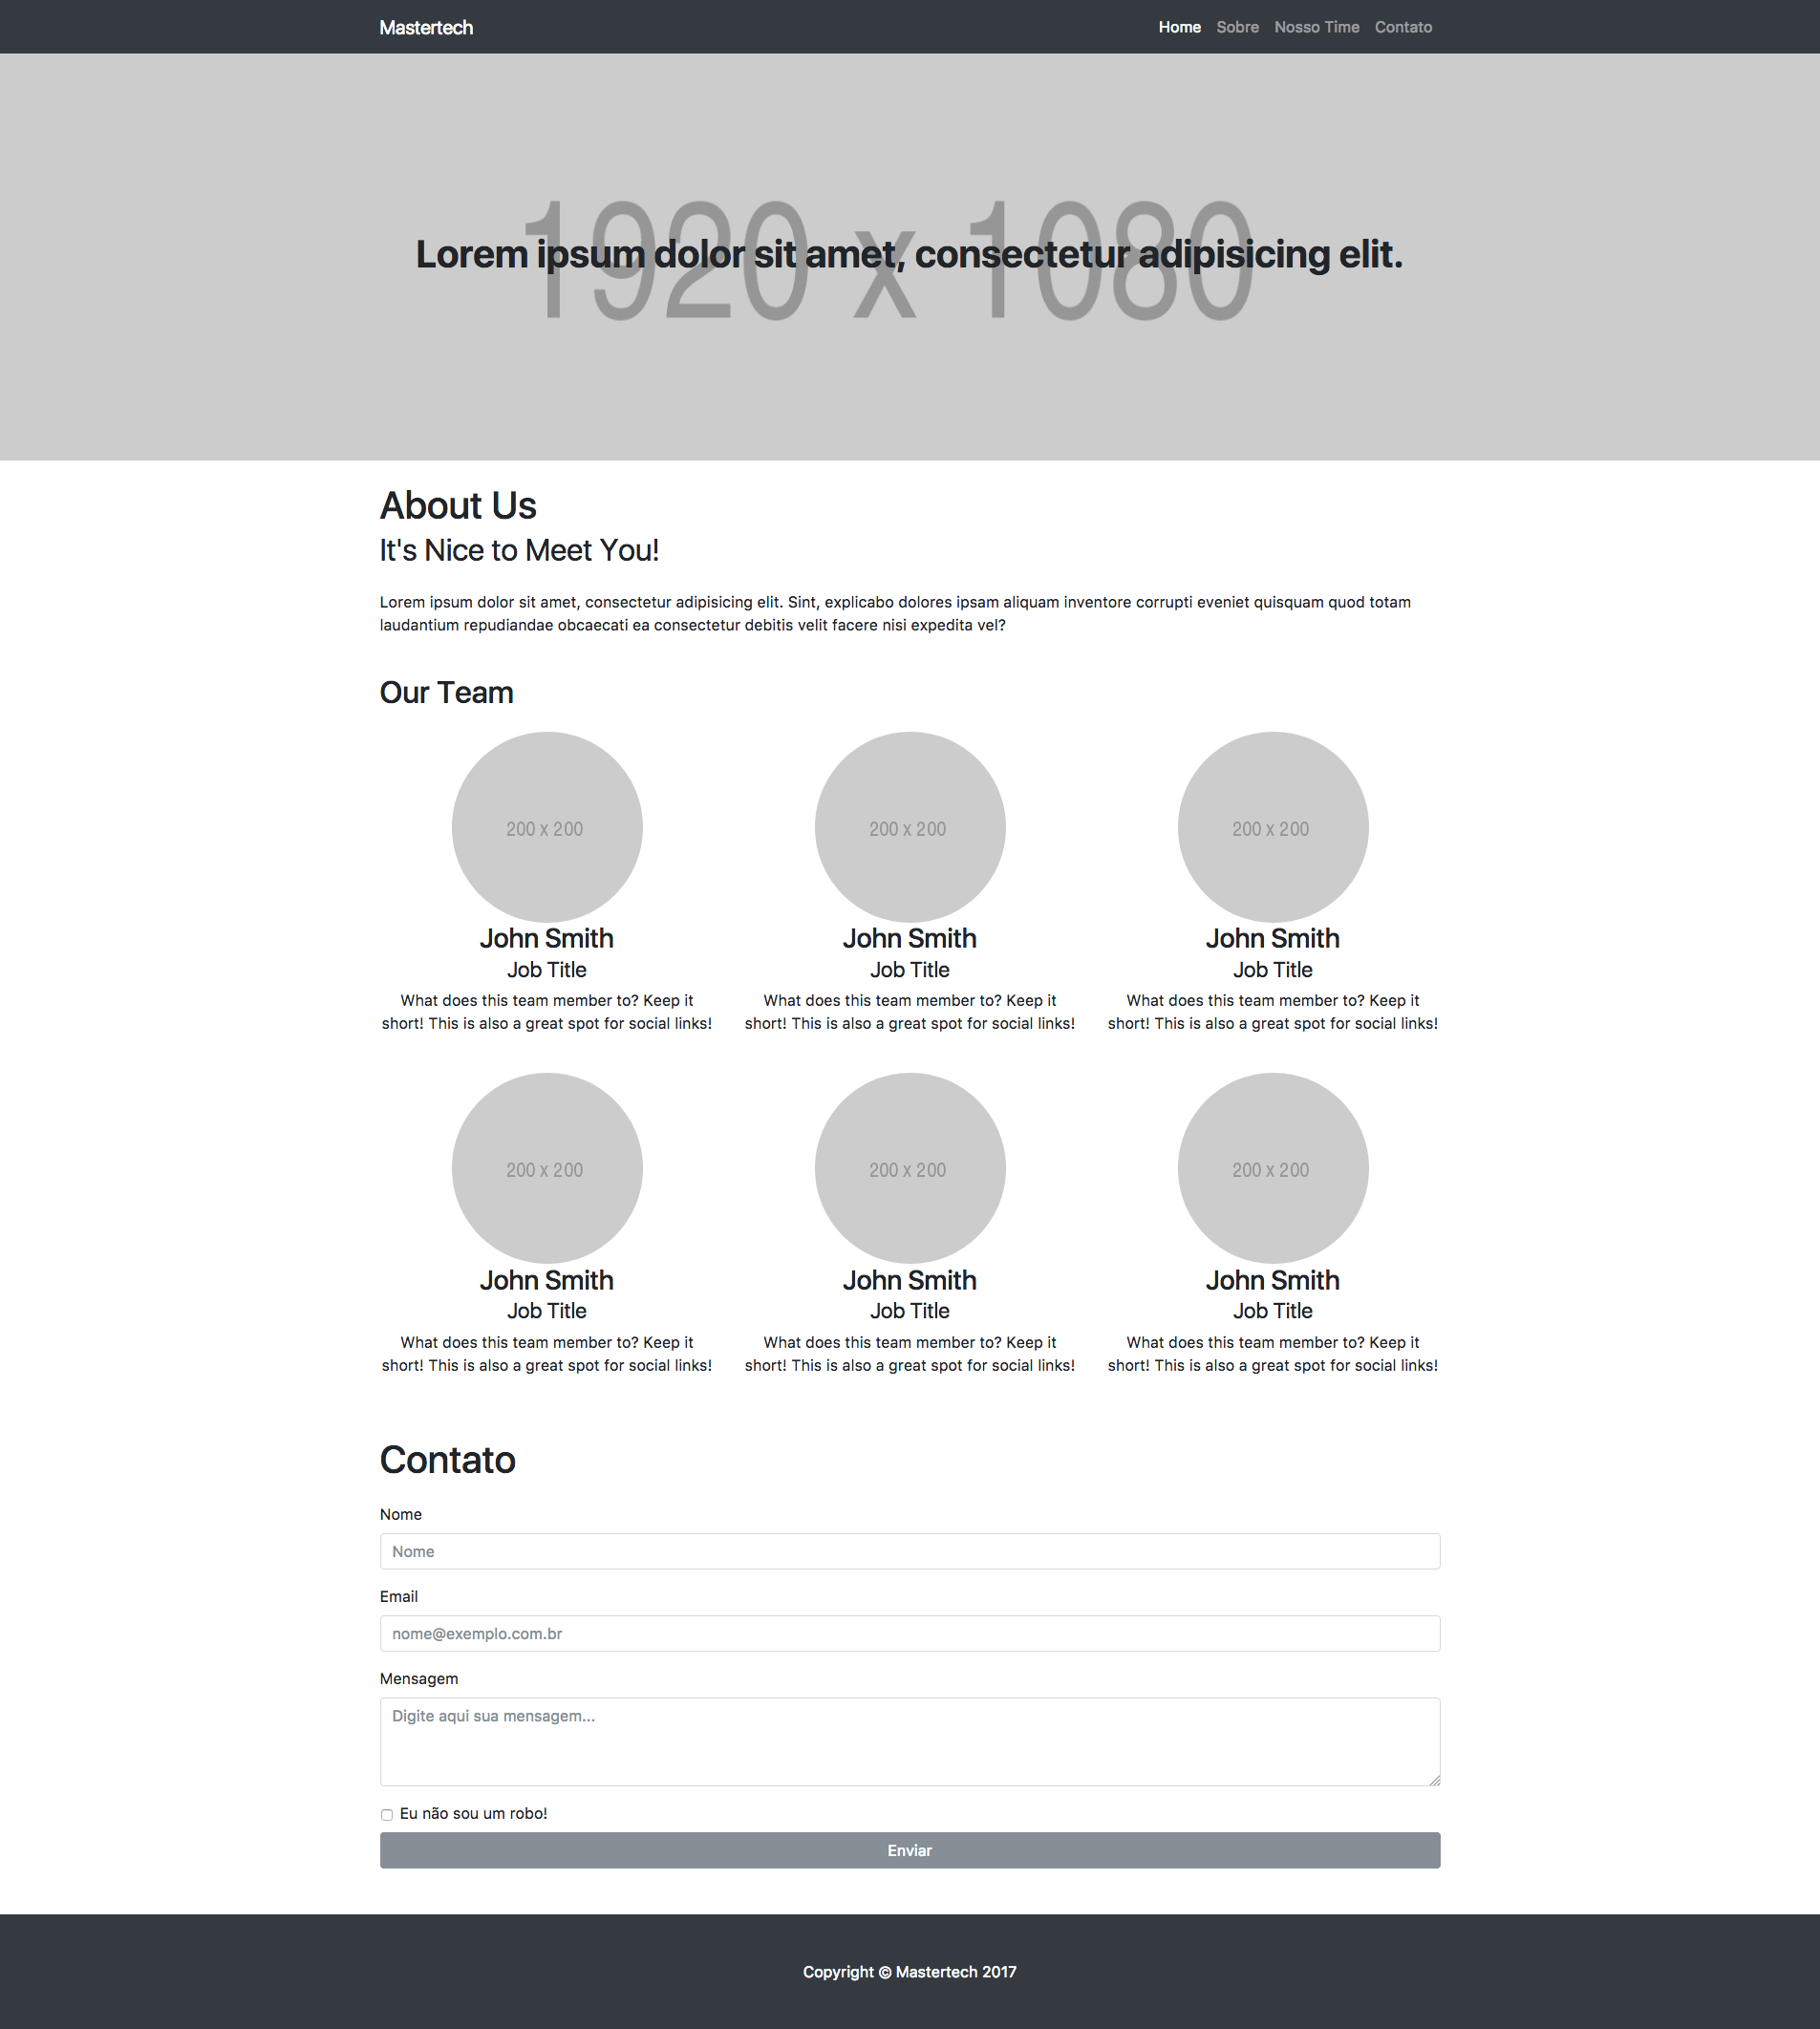 Mastertech
Home Sobre Nosso Time Contato
1920 x 1080
Lorem ipsum dolor sit amet, consectetur adipisicing elit.
About Us
It's Nice to Meet You!
Lorem ipsum dolor sit amet, consectetur adipisicing elit. Sint, explicabo dolores ipsam aliquam inventore corrupti eveniet quisquam quod totam
laudantium repudiandae obcaecati ea consectetur debitis velit facere nisi expedita vel?
Our Team
200 x 200
John Smith
Job Title
What does this team member to? Keep it
short! This is also a great spot for social links!
200 x 200
John Smith
Job Title
What does this team member to? Keep it
short! This is also a great spot for social links!
200 x 200
John Smith
Job Title
What does this team member to? Keep it
short! This is also a great spot for social links!
200 x 200
John Smith
Job Title
What does this team member to? Keep it
short! This is also a great spot for social links!
200 x 200
John Smith
Job Title
What does this team member to? Keep it
short! This is also a great spot for social links!
200 x 200
John Smith
Job Title
What does this team member to? Keep it
short! This is also a great spot for social links!
Contato
Nome
Nome
Email
nome@exemplo.com.br
Mensagem
Digite aqui sua mensagem...
Eu não sou um robo!
Enviar
Copyright © Mastertech 2017